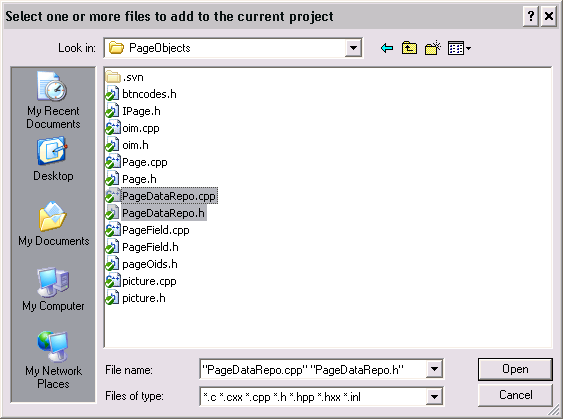 Select one or more files to add to the current project
Look in: PageObjects
My Recent
Documents
Desktop
My Documents
My Computer
My Network
Places
.svn
btncodes.h
IPage.h
oim.cpp
oim.h
Page.cpp
Page.h
PageDataRepo.cpp
PageDataRepo.h
PageField.cpp
PageField.h
pageOids.h
picture.cpp
picture.h
File name: "PageDataRepo.cpp" "PageDataRepo.h" Open
Files of type: *.c *.cxx *.cpp *.h *.hpp *.hxx *.inl Cancel